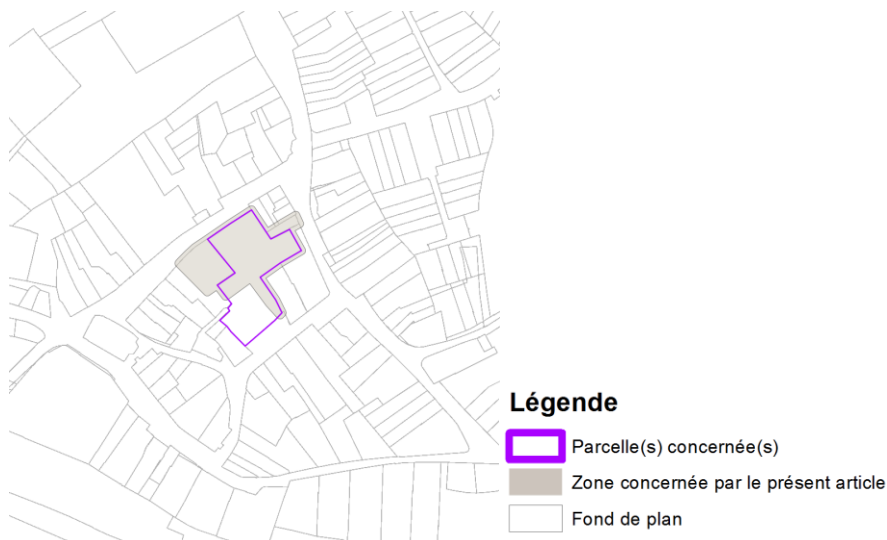 Légende
Parcelle(s) concernée(s)
Zone concernée par le présent article
Fond de plan